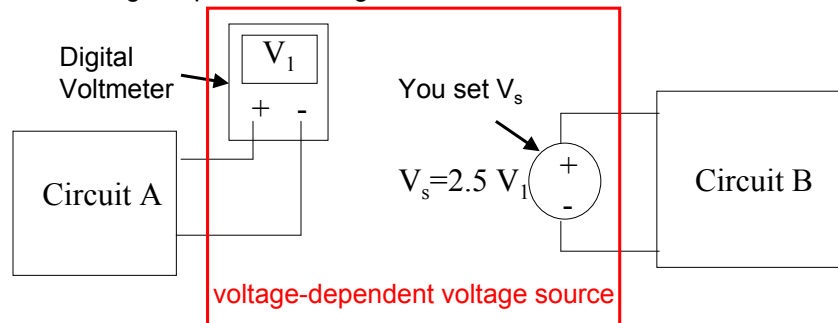 V₁
Digital
Voltmeter
+ -
You set Vₛ
Circuit A
Vₛ=2.5 V₁
+
-
Circuit B
voltage-dependent voltage source